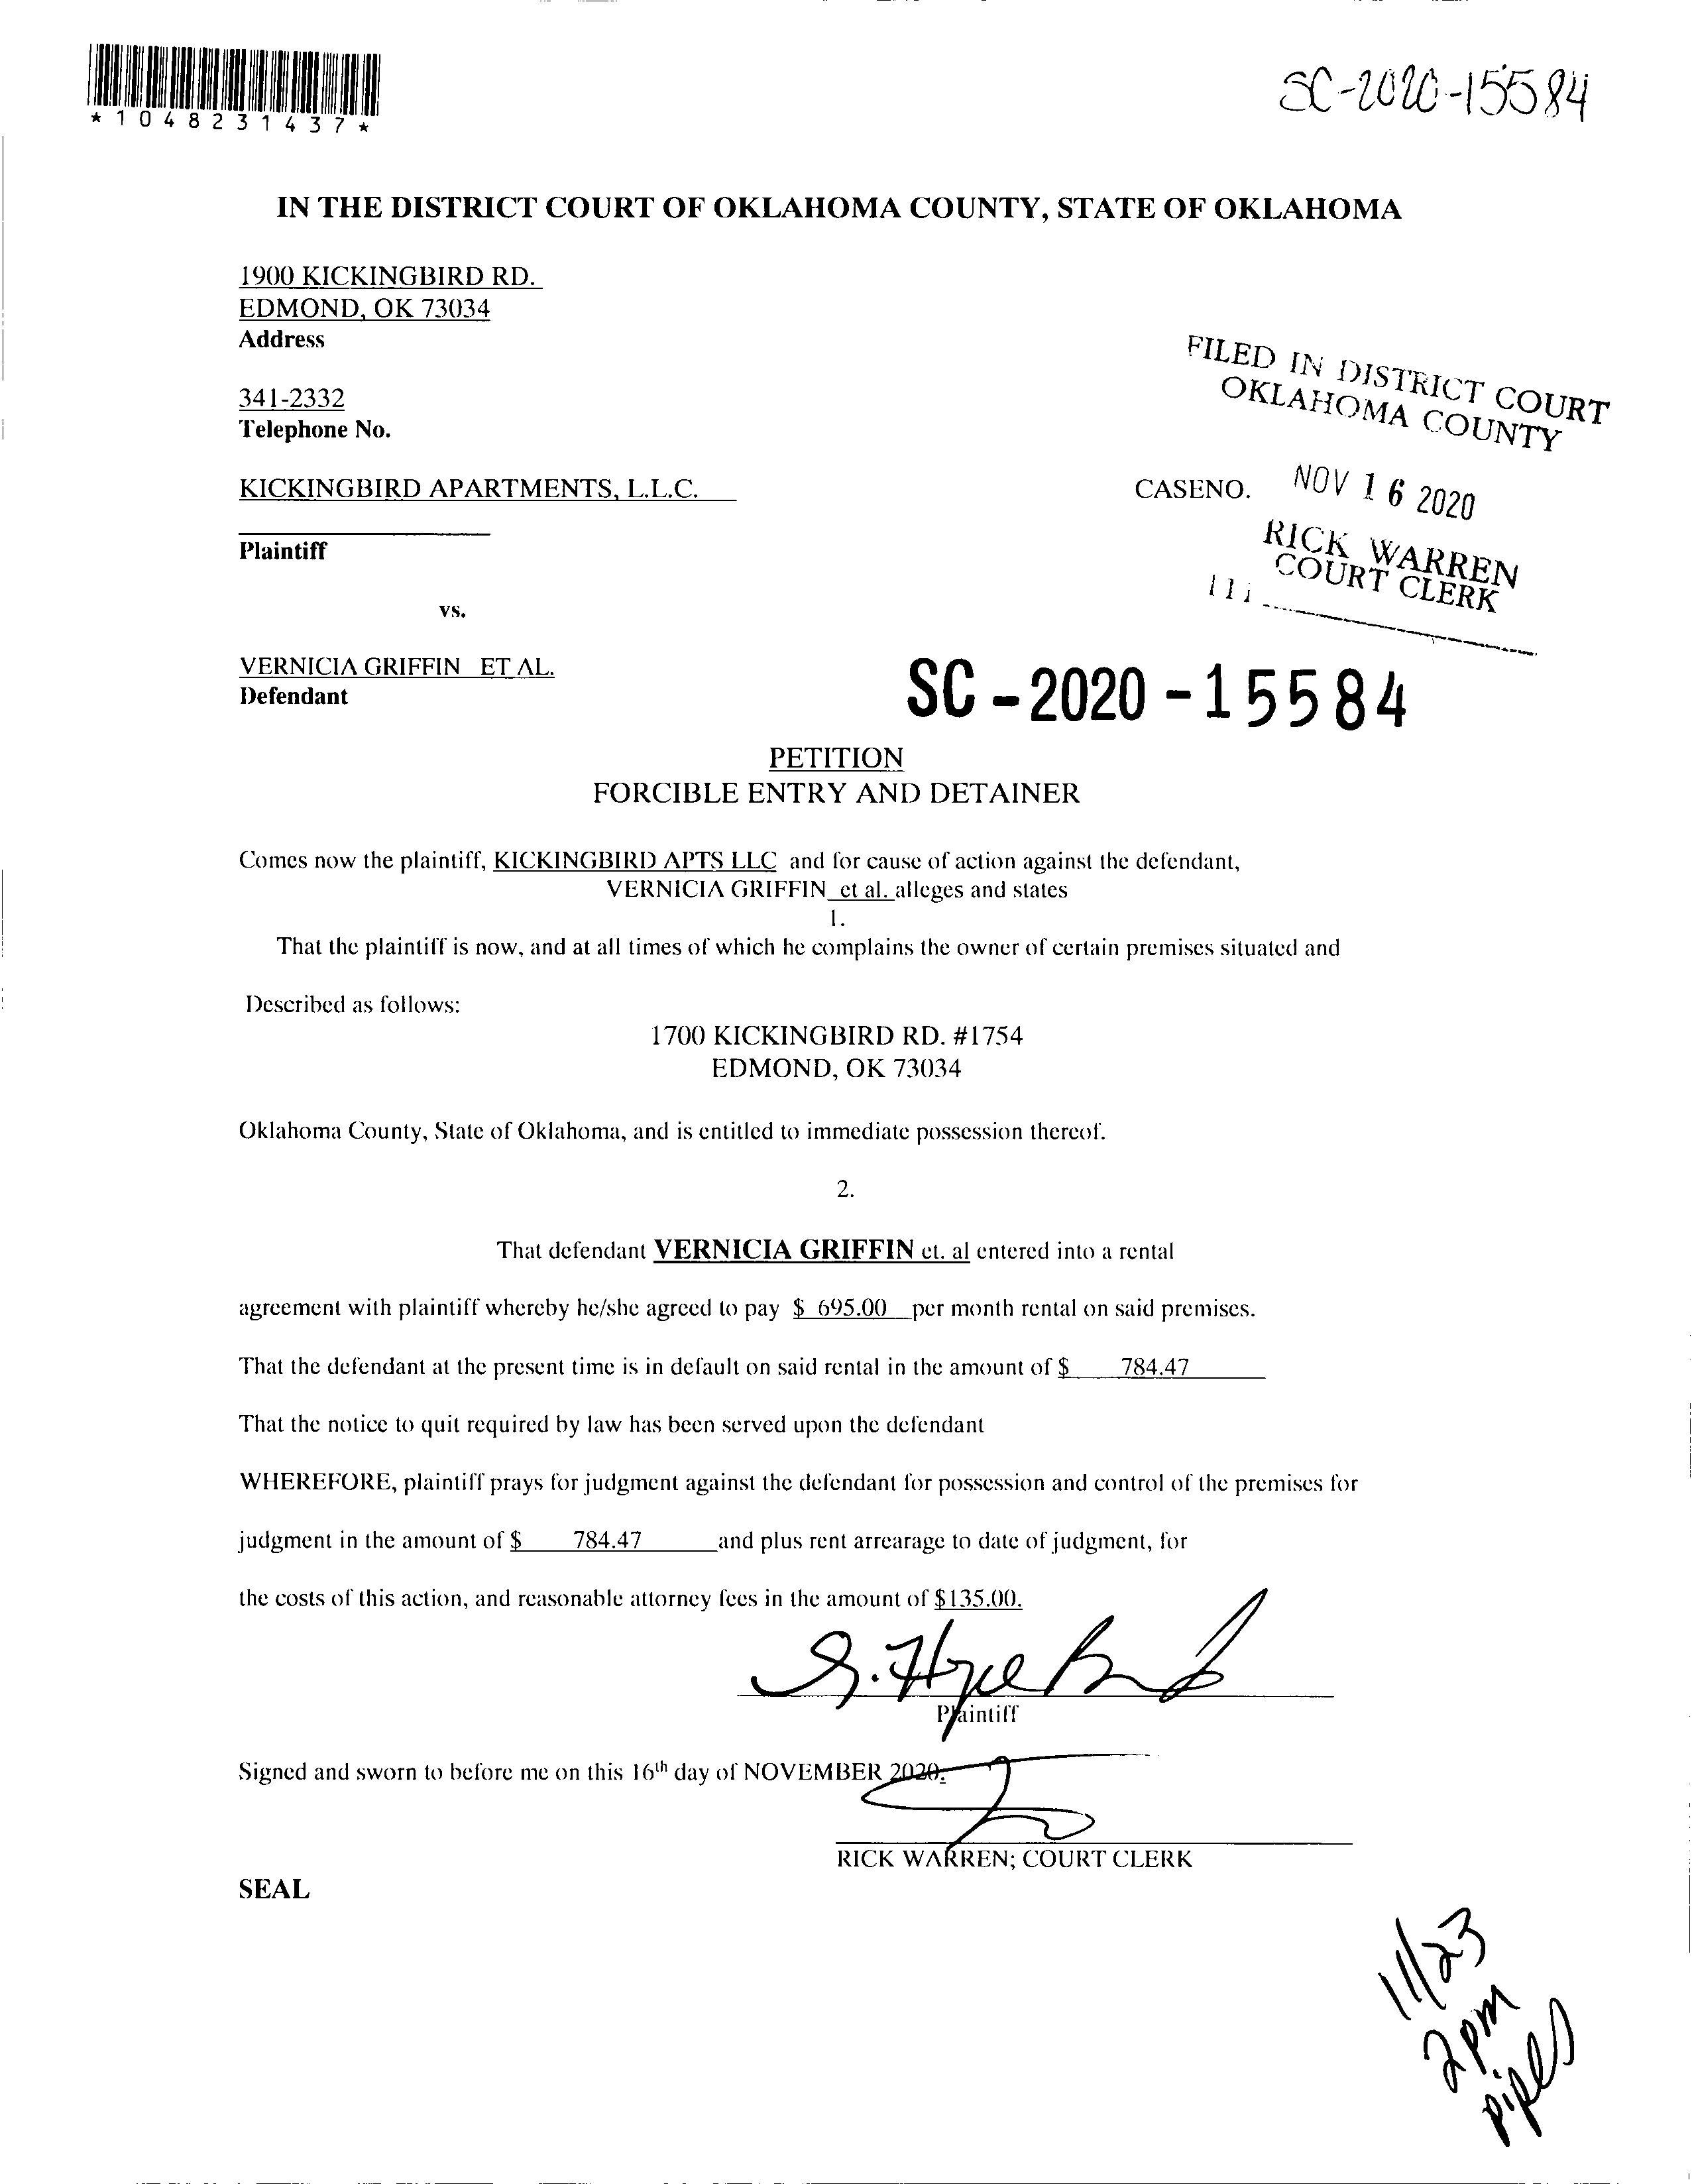 *1048231437*
SC-2020-15584
IN THE DISTRICT COURT OF OKLAHOMA COUNTY, STATE OF OKLAHOMA
1900 KICKINGBIRD RD.
EDMOND, OK 73034
Address
341-2332
Telephone No.
FILED IN DISTRICT COURT
OKLAHOMA COUNTY
KICKINGBIRD APARTMENTS, L.L.C.
CASENO.
NOV 16 2020
Plaintiff
RICK WARREN
COURT CLERK
vs.
VERNICIA GRIFFIN ET AL.
Defendant
SC-2020-15584
PETITION
FORCIBLE ENTRY AND DETAINER
Comes now the plaintiff, KICKINGBIRD APTS LLC and for cause of action against the defendant,
VERNICIA GRIFFIN et al. alleges and states
1.
That the plaintiff is now, and at all times of which he complains the owner of certain premises situated and
Described as follows:
1700 KICKINGBIRD RD. #1754
EDMOND, OK 73034
Oklahoma County, State of Oklahoma, and is entitled to immediate possession thereof.
2.
That defendant VERNICIA GRIFFIN et. al entered into a rental
agreement with plaintiff whereby he/she agreed to pay $ 695.00 per month rental on said premises.
That the defendant at the present time is in default on said rental in the amount of $ 784.47
That the notice to quit required by law has been served upon the defendant
WHEREFORE, plaintiff prays for judgment against the defendant for possession and control of the premises for
judgment in the amount of $ 784.47 and plus rent arrearage to date of judgment, for
the costs of this action, and reasonable attorney fees in the amount of $135.00.
Plaintiff
Signed and sworn to before me on this 16th day of NOVEMBER 2020.
RICK WARREN; COURT CLERK
SEAL
11/23
2pm